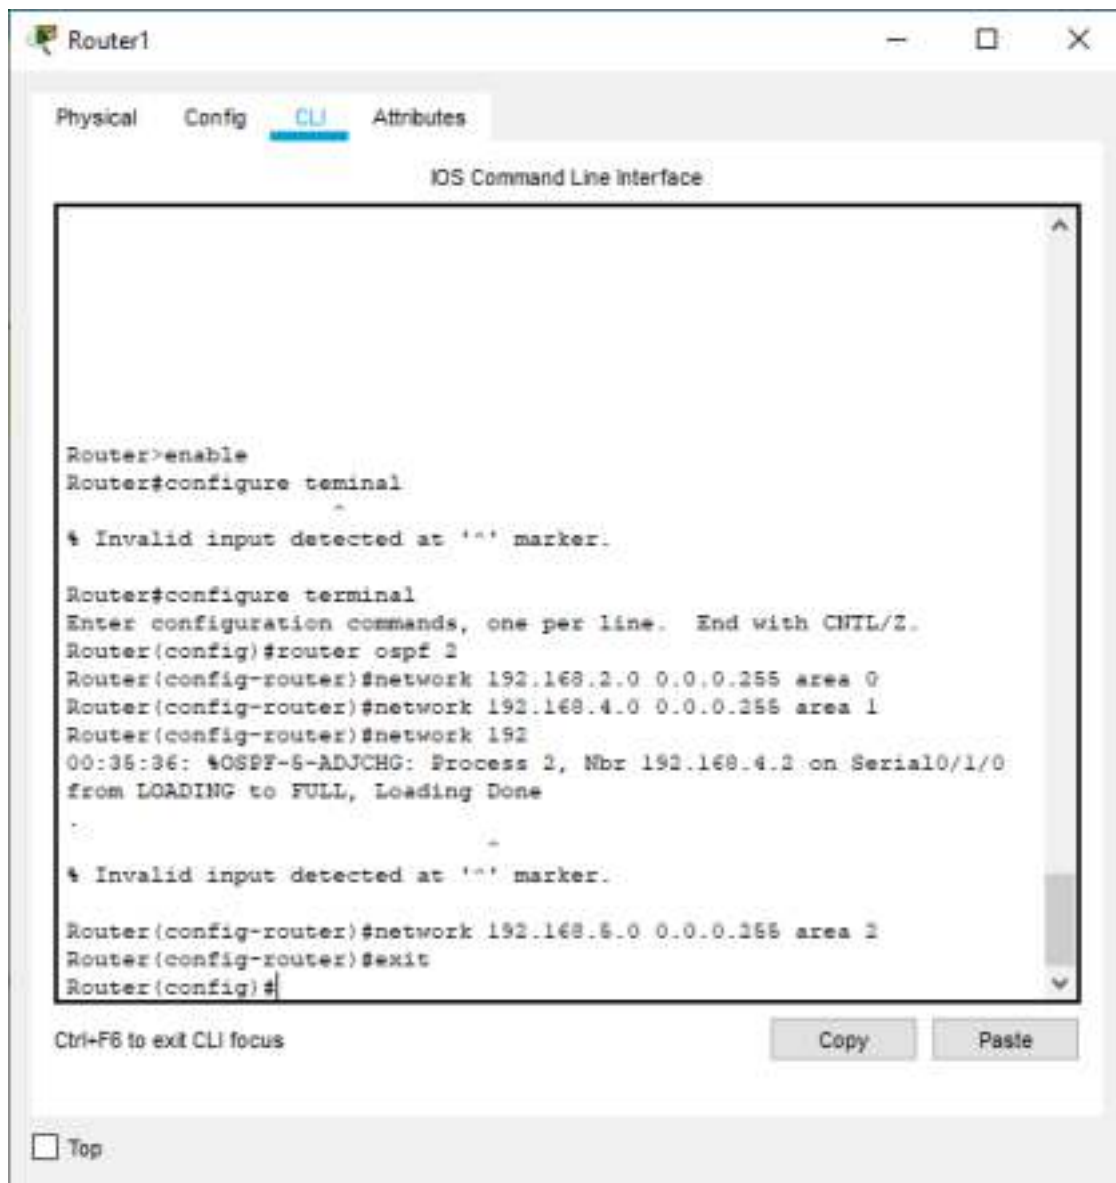 Router1
Physical Config CLI Attributes
IOS Command Line Interface
Router>enable
Router#configure teminal
^
% Invalid input detected at '^' marker.
Router#configure terminal
Enter configuration commands, one per line. End with CNTL/Z.
Router(config)#router ospf 2
Router(config-router)#network 192.168.2.0 0.0.0.255 area 0
Router(config-router)#network 192.168.4.0 0.0.0.255 area 1
Router(config-router)#network 192
00:35:36: %OSPF-5-ADJCHG: Process 2, Nbr 192.168.4.2 on Serial0/1/0
from LOADING to FULL, Loading Done
.
^
% Invalid input detected at '^' marker.
Router(config-router)#network 192.168.5.0 0.0.0.255 area 2
Router(config-router)#exit
Router(config)#
Ctrl+F6 to exit CLI focus
Copy Paste
Top